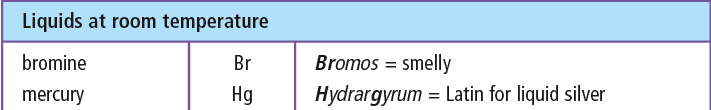 Liquids at room temperature
bromine Br Bromos = smelly
mercury Hg Hydrargyrum = Latin for liquid silver